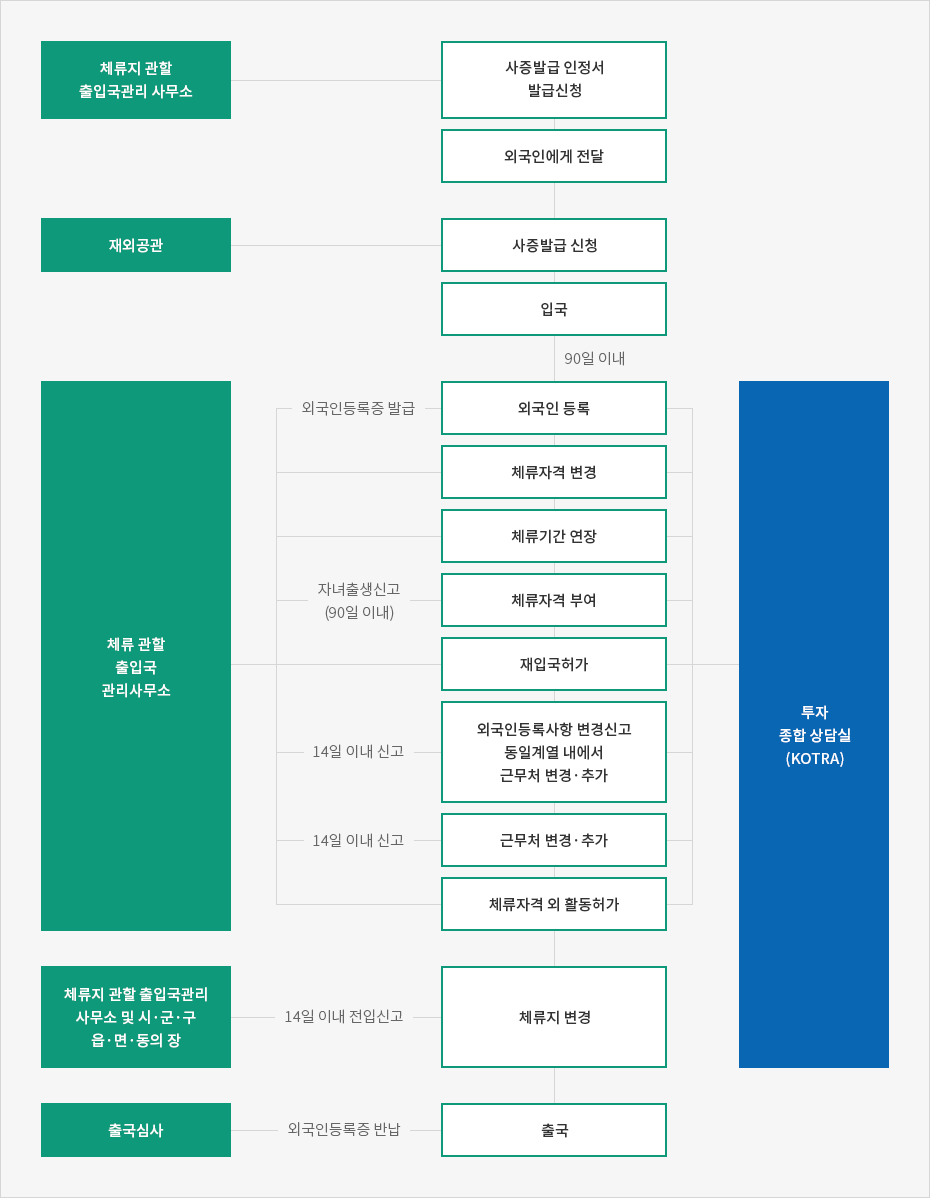 체류지 관할
출입국관리 사무소
사증발급 인정서
발급신청
외국인에게 전달
재외공관
사증발급 신청
입국
90일 이내
외국인등록증 발급
외국인 등록
체류자격 변경
체류기간 연장
자녀출생신고
(90일 이내)
체류자격 부여
체류 관할
출입국
관리사무소
재입국허가
14일 이내 신고
외국인등록사항 변경신고
동일계열 내에서
근무처 변경·추가
투자
종합 상담실
(KOTRA)
14일 이내 신고
근무처 변경·추가
체류자격 외 활동허가
체류지 관할 출입국관리
사무소 및 시·군·구
읍·면·동의 장
14일 이내 전입신고
체류지 변경
출국심사
외국인등록증 반납
출국